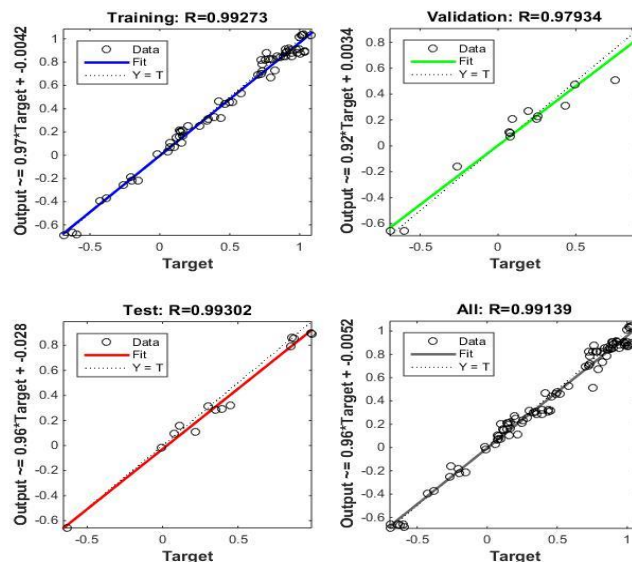 Training: R=0.99273
Output ~= 0.97*Target + -0.0042
1
0.8
0.6
0.4
0.2
0
-0.2
-0.4
-0.6
Data
Fit
Y = T
-0.5
0
0.5
1
Target
Validation: R=0.97934
Output ~= 0.92*Target + 0.0034
0.8
0.6
0.4
0.2
0
-0.2
-0.4
-0.6
Data
Fit
Y = T
-0.5
0
0.5
Target
Test: R=0.99302
Output ~= 0.96*Target + -0.028
0.8
0.6
0.4
0.2
0
-0.2
-0.4
-0.6
Data
Fit
Y = T
-0.5
0
0.5
Target
All: R=0.99139
Output ~= 0.96*Target + -0.0052
1
0.8
0.6
0.4
0.2
0
-0.2
-0.4
-0.6
Data
Fit
Y = T
-0.5
0
0.5
1
Target